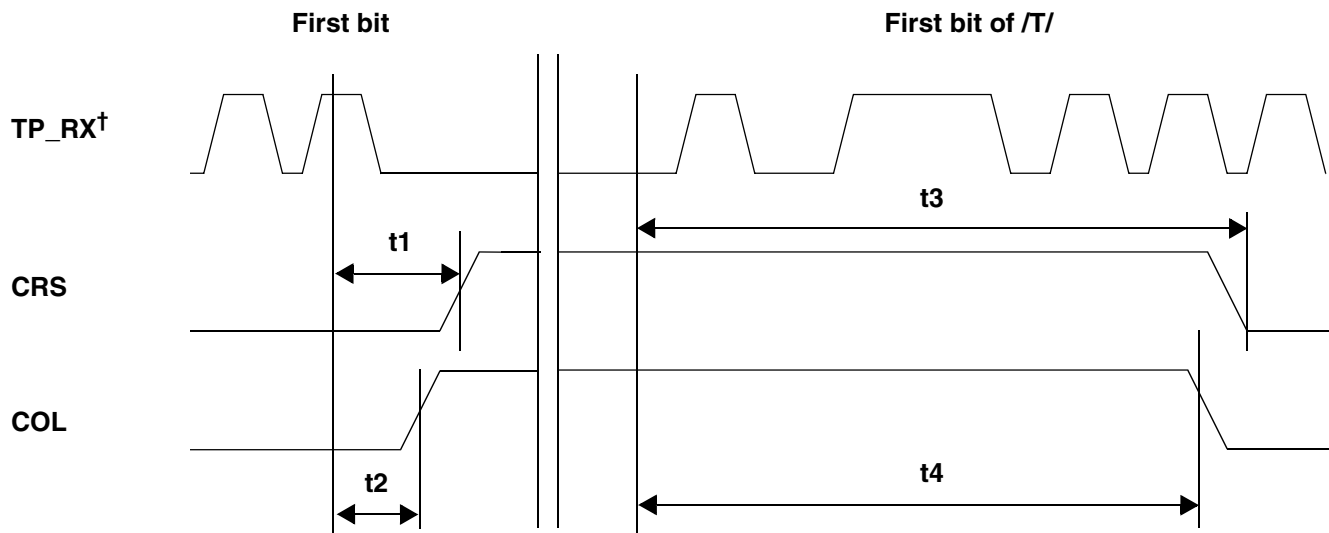 First bit
First bit of /T/
TP_RX†
t3
t1
CRS
COL
t2
t4